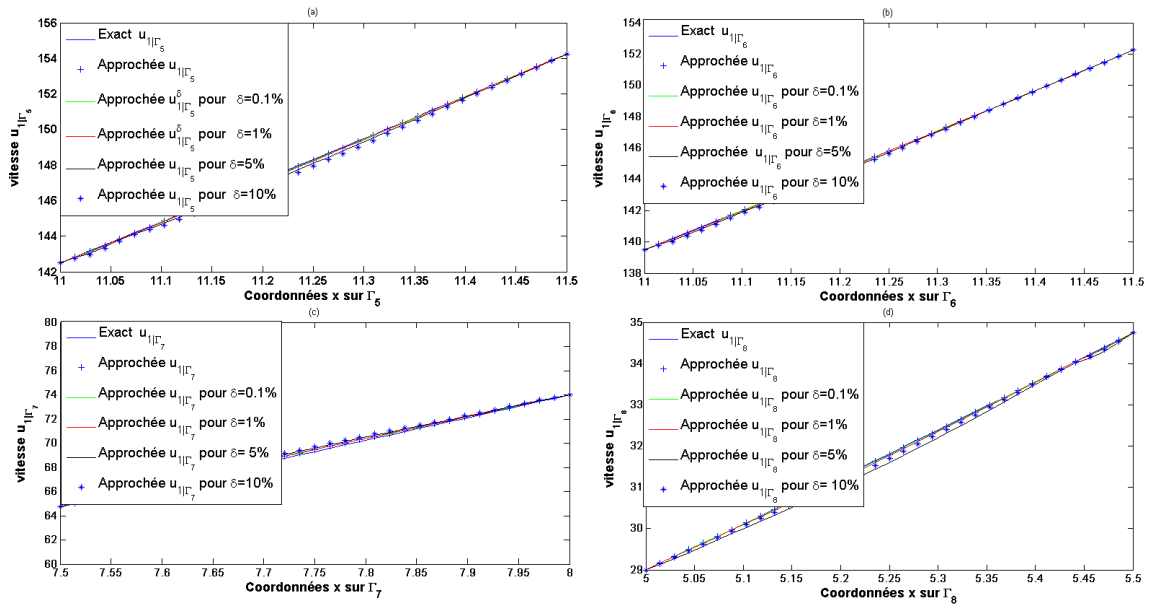 (a)
156
154
152
150
148
146
144
142
vitesse u1|Γ5
Exact u1|Γ5
Approchée u1|Γ5
Approchée uδ1|Γ5 pour δ=0.1%
Approchée uδ1|Γ5 pour δ=1%
Approchée u1|Γ5 pour δ=5%
Approchée u1|Γ5 pour δ=10%
11 11.05 11.1 11.15 11.2 11.25 11.3 11.35 11.4 11.45 11.5
Coordonnées x sur Γ5
(b)
154
152
150
148
146
144
142
140
138
vitesse u1|Γ6
Exact u1|Γ6
Approchée u1|Γ6
Approchée u1|Γ6 pour δ=0.1%
Approchée u1|Γ6 pour δ=1%
Approchée u1|Γ6 pour δ=5%
Approchée u1|Γ6 pour δ= 10%
11 11.05 11.1 11.15 11.2 11.25 11.3 11.35 11.4 11.45 11.5
Coordonnées x sur Γ6
(c)
80
78
76
74
72
70
68
66
64
62
60
vitesse u1|Γ7
Exact u1|Γ7
Approchée u1|Γ7
Approchée u1|Γ7 pour δ=0.1%
Approchée u1|Γ7 pour δ=1%
Approchée u1|Γ7 pour δ= 5%
Approchée u1|Γ7 pour δ=10%
7.5 7.55 7.6 7.65 7.7 7.75 7.8 7.85 7.9 7.95 8
Coordonnées x sur Γ7
(d)
35
34
33
32
31
30
29
28
vitesse u1|Γ8
Exact u1|Γ8
Approchée u1|Γ8
Approchée u1|Γ8 pour δ=0.1%
Approchée u1|Γ8 pour δ=1%
Approchée u1|Γ8 pour δ=5%
Approchée u1|Γ8 pour δ= 10%
5 5.05 5.1 5.15 5.2 5.25 5.3 5.35 5.4 5.45 5.5
Coordonnées x sur Γ8